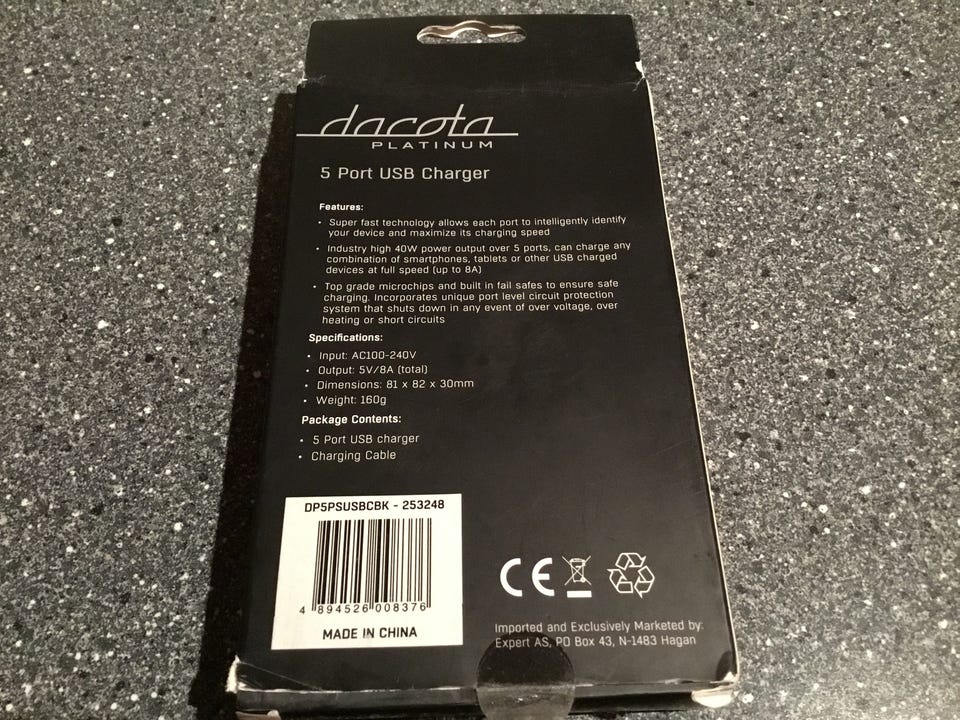 dacota
PLATINUM
5 Port USB Charger
Features:
• Super fast technology allows each port to intelligently identify
your device and maximize its charging speed
• Industry high 40W power output over 5 ports, can charge any
combination of smartphones, tablets or other USB charged
devices at full speed (up to 8A)
• Top grade microchips and built in fail safes to ensure safe
charging. Incorporates unique port level circuit protection
system that shuts down in any event of over voltage, over
heating or short circuits
Specifications:
• Input: AC100-240V
• Output: 5V/8A (total)
• Dimensions: 81 x 82 x 30mm
• Weight: 160g
Package Contents:
• 5 Port USB charger
• Charging Cable
DP5PSUSBCBK - 253248
4 894526 008376
MADE IN CHINA
CE
Imported and Exclusively Marketed by:
Expert AS, PO Box 43, N-1483 Hagan